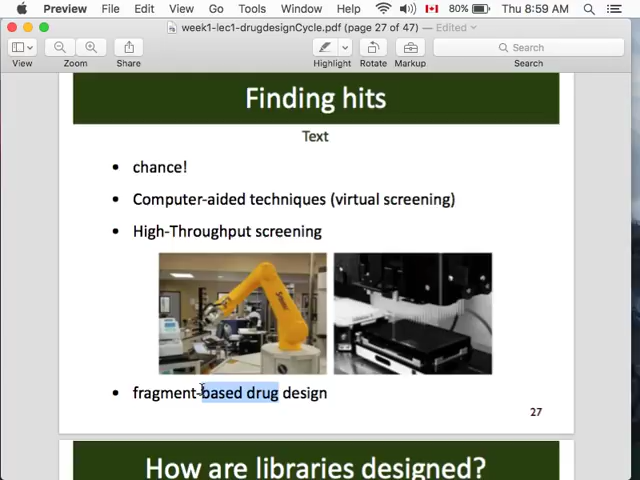 Preview File Edit View Go Tools Window Help 80% Thu 8:59 AM
week1-lec1-drugdesignCycle.pdf (page 27 of 47) — Edited
Search
View Zoom Share Highlight Rotate Markup Search
Finding hits
Text
• chance!
• Computer-aided techniques (virtual screening)
• High-Throughput screening
• fragment-based drug design
27
How are libraries designed?